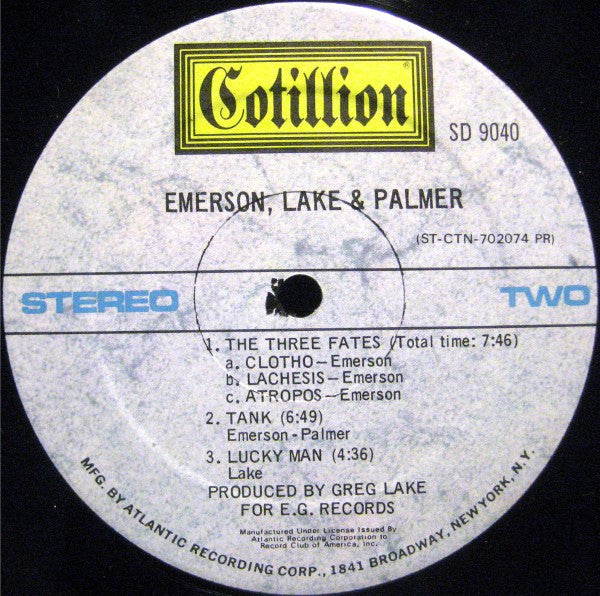 Cotillion®
SD 9040
EMERSON, LAKE & PALMER
(ST-CTN-702074 PR)
STEREO
TWO
1. THE THREE FATES (Total time: 7:46)
a. CLOTHO—Emerson
b. LACHESIS—Emerson
c. ATROPOS—Emerson
2. TANK (6:49)
Emerson-Palmer
3. LUCKY MAN (4:36)
Lake
PRODUCED BY GREG LAKE
FOR E.G. RECORDS
Manufactured Under License Issued By
Atlantic Recording Corporation to
Record Club of America, Inc.
MFG. BY ATLANTIC RECORDING CORP., 1841 BROADWAY, NEW YORK, N.Y.